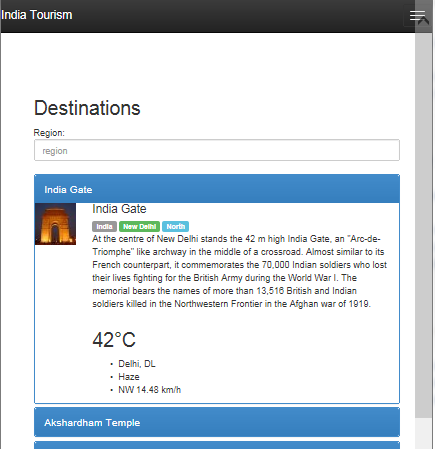 India Tourism
Destinations
Region:
region
India Gate
India Gate
India New Delhi North
At the centre of New Delhi stands the 42 m high India Gate, an "Arc-de-
Triomphe" like archway in the middle of a crossroad. Almost similar to its
French counterpart, it commemorates the 70,000 Indian soldiers who lost
their lives fighting for the British Army during the World War I. The
memorial bears the names of more than 13,516 British and Indian
soldiers killed in the Northwestern Frontier in the Afghan war of 1919.
42°C
• Delhi, DL
• Haze
• NW 14.48 km/h
Akshardham Temple